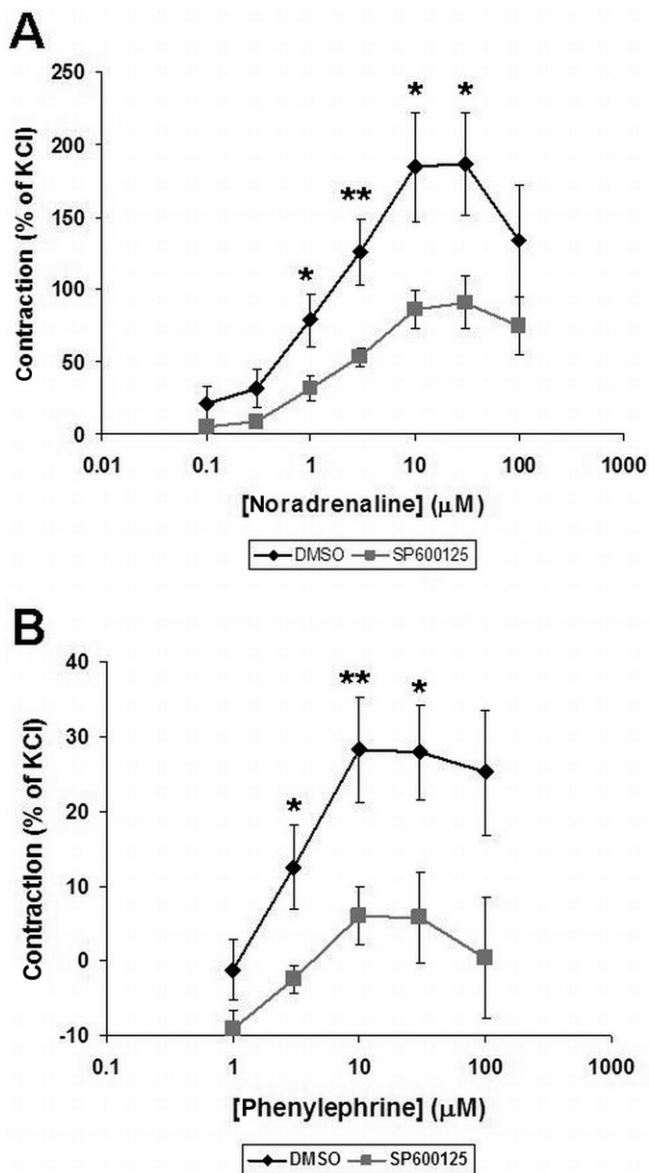 A
250
200
150
100
50
0
Contraction (% of KCl)
* ** * *
0.01 0.1 1 10 100 1000
[Noradrenaline] (µM)
DMSO SP600125
B
40
30
20
10
0
-10
Contraction (% of KCl)
* ** *
0.1 1 10 100 1000
[Phenylephrine] (µM)
DMSO SP600125